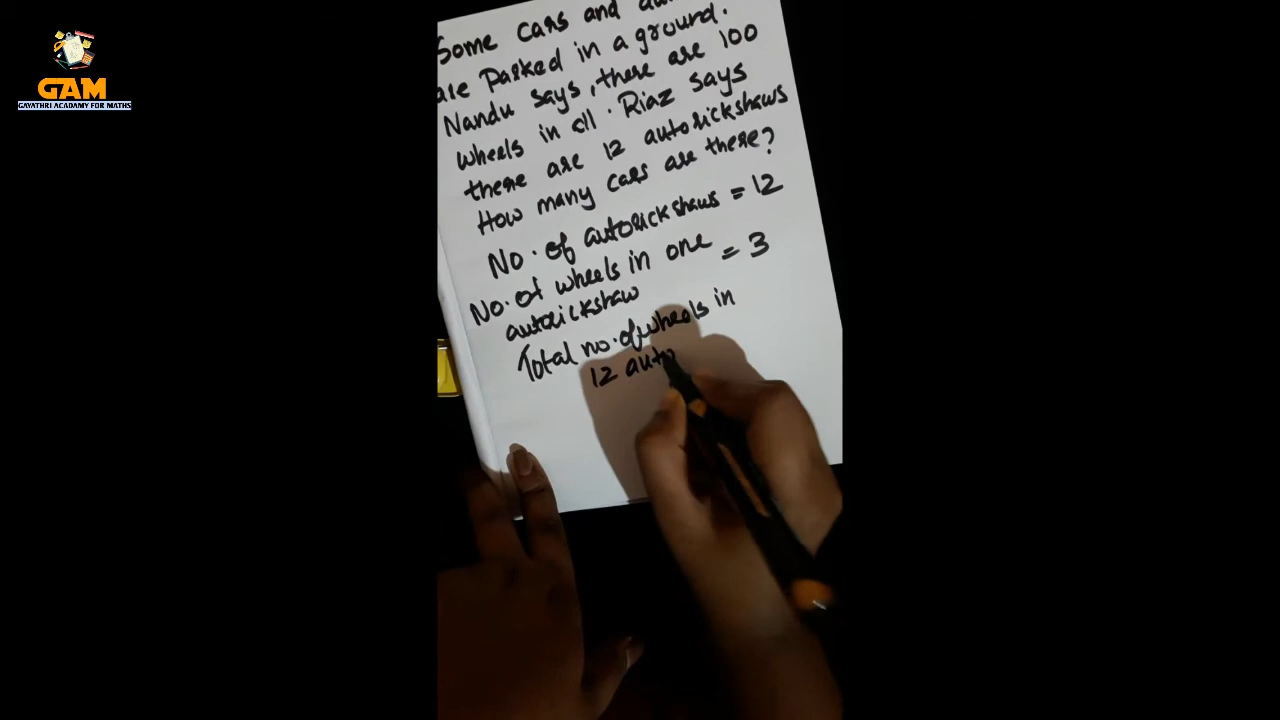 GAM
GAYATHRI ACADAMY FOR MATHS
Some cars and
are Parked in a ground.
Nandu says, there are 100
wheels in all. Riaz says
there are 12 autorickshaws
How many cars are there?
No. of autorickshaws = 12
No. of wheels in one = 3
autorickshaw
Total no. of wheels in
12 auto